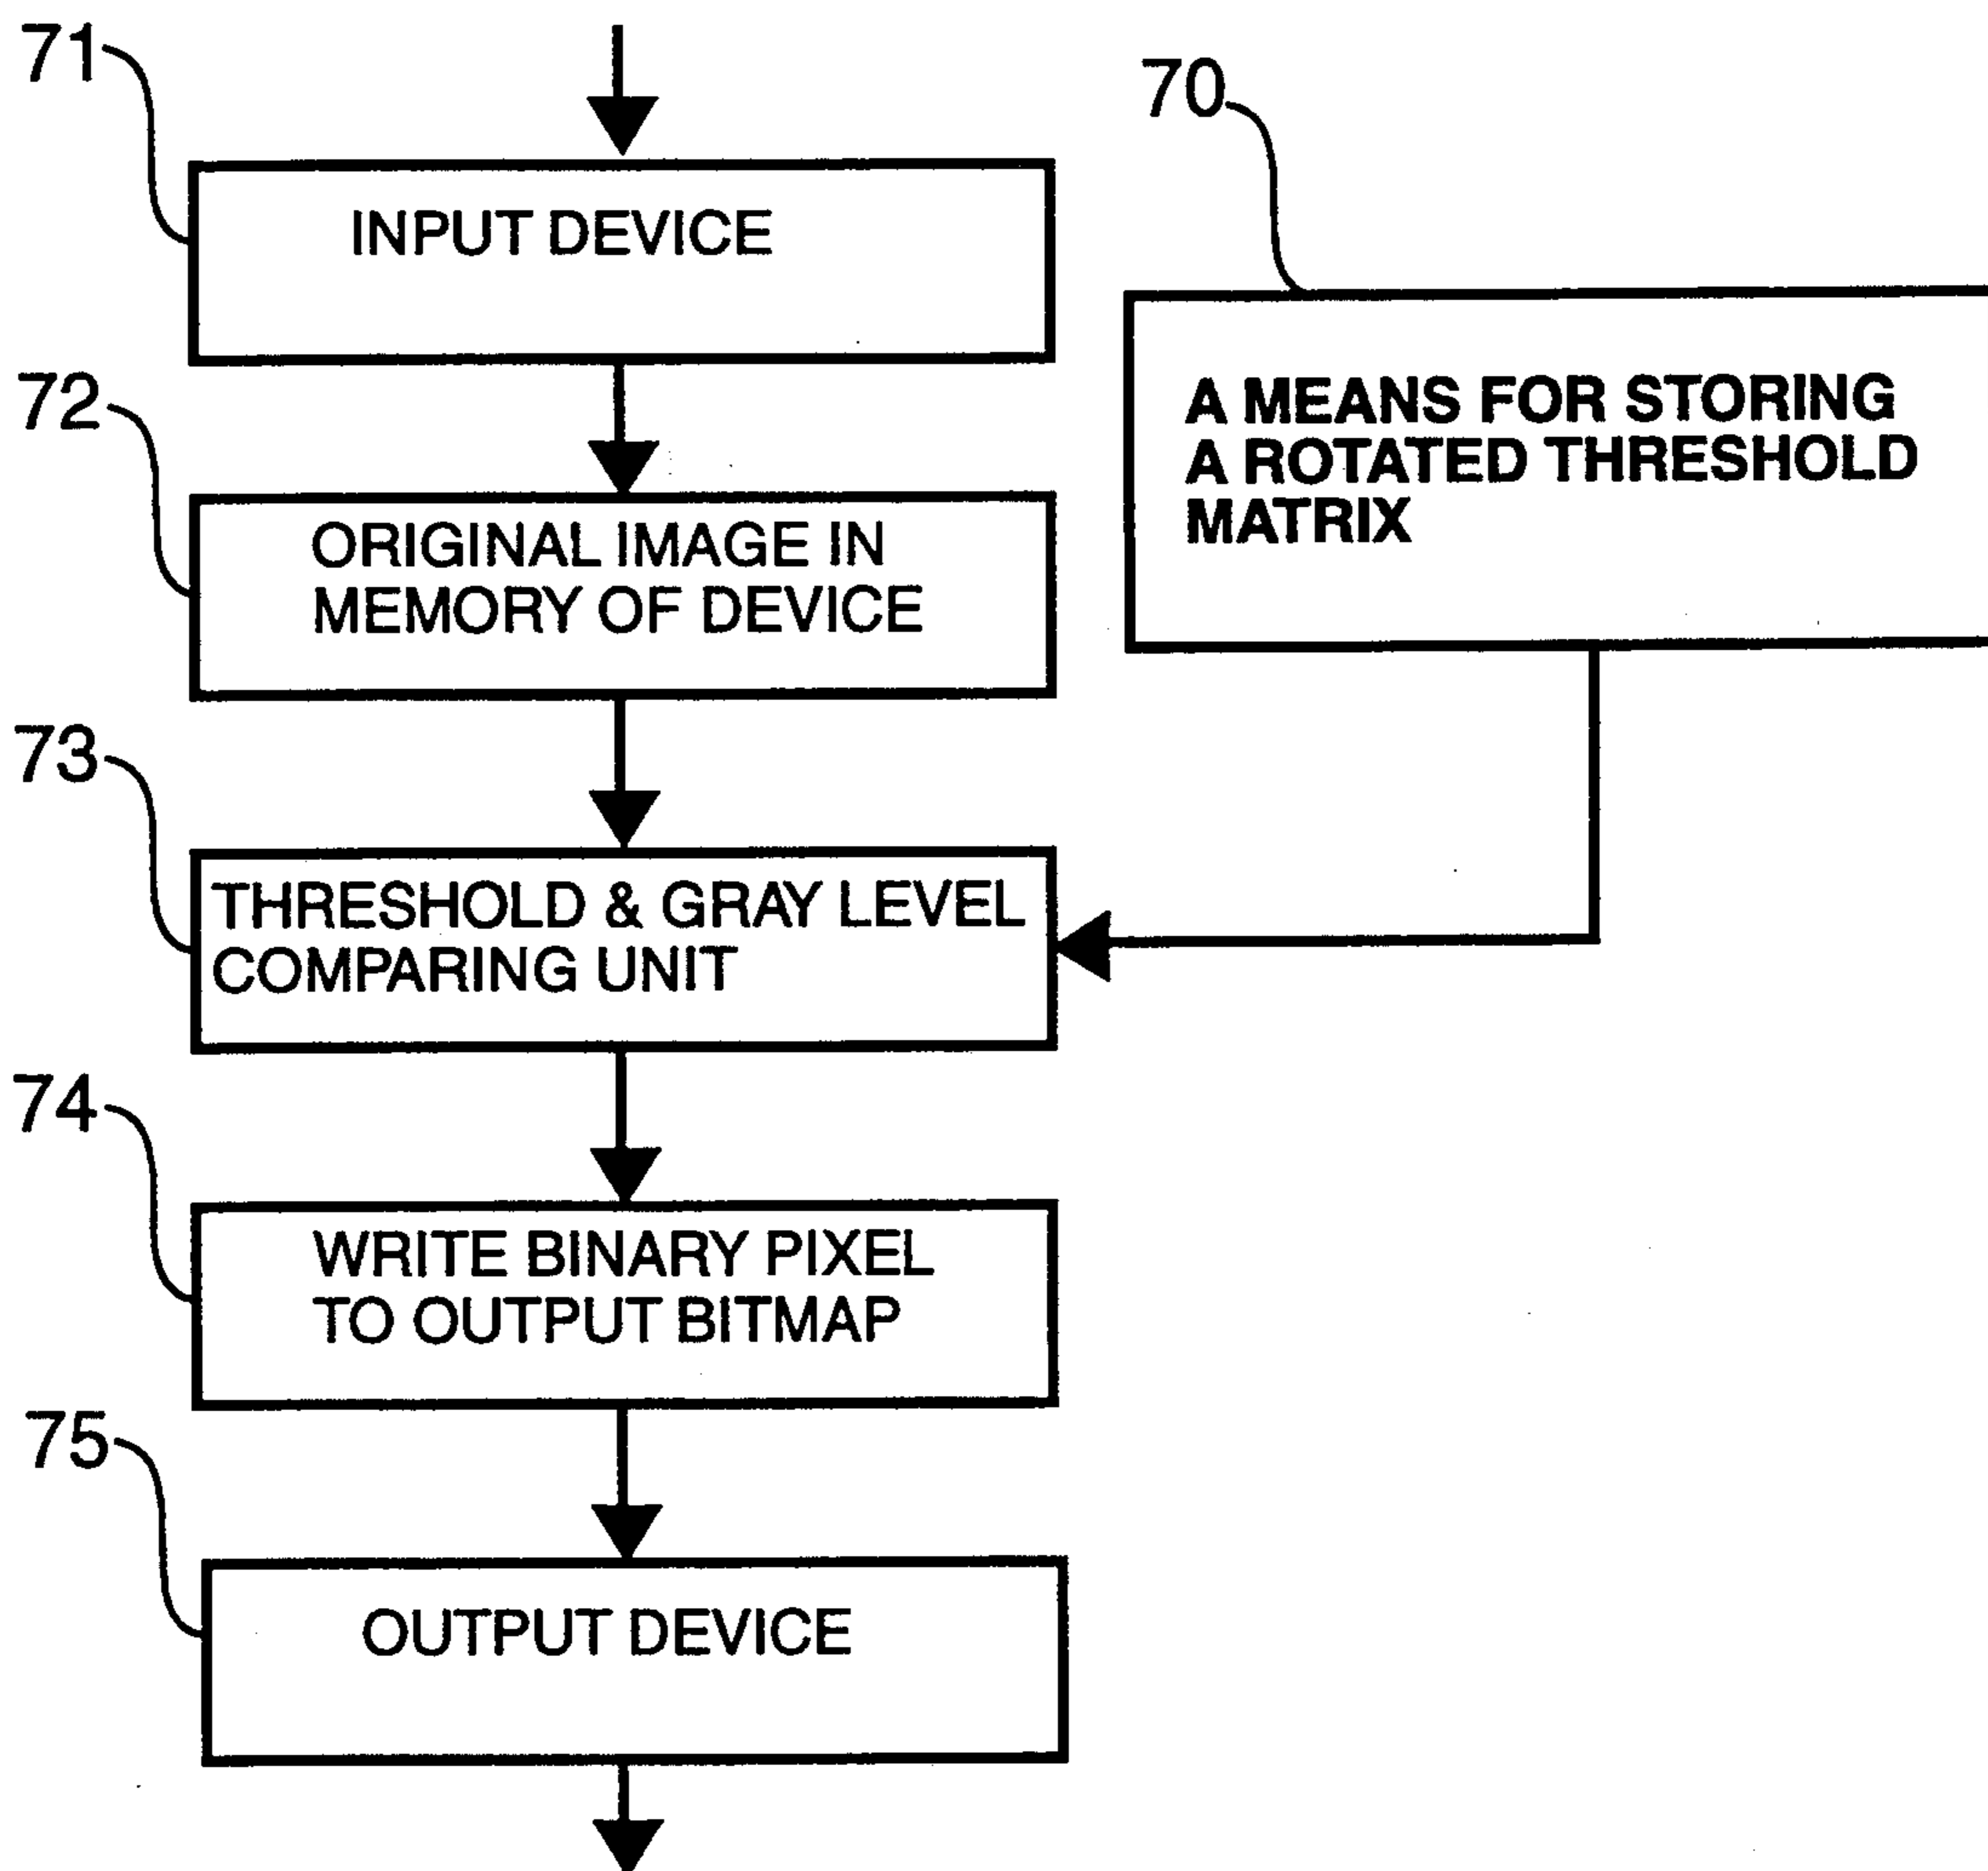 71
INPUT DEVICE
70
A MEANS FOR STORING
A ROTATED THRESHOLD
MATRIX
72
ORIGINAL IMAGE IN
MEMORY OF DEVICE
73
THRESHOLD & GRAY LEVEL
COMPARING UNIT
74
WRITE BINARY PIXEL
TO OUTPUT BITMAP
75
OUTPUT DEVICE